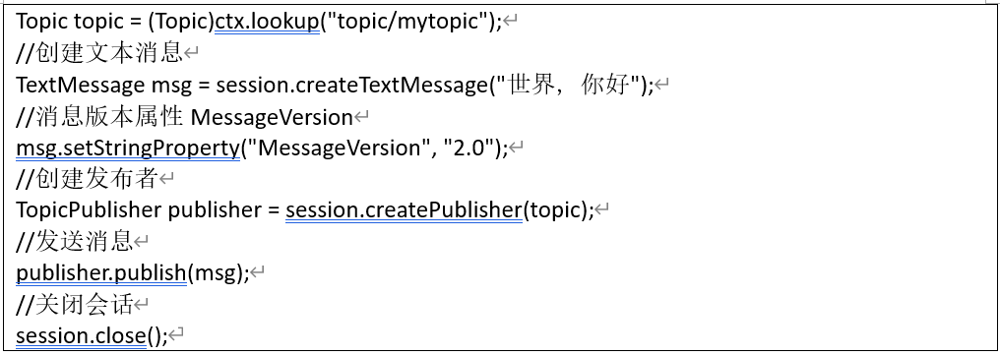 Topic topic = (Topic)ctx.lookup("topic/mytopic");
//创建文本消息
TextMessage msg = session.createTextMessage("世界，你好");
//消息版本属性 MessageVersion
msg.setStringProperty("MessageVersion", "2.0");
//创建发布者
TopicPublisher publisher = session.createPublisher(topic);
//发送消息
publisher.publish(msg);
//关闭会话
session.close();